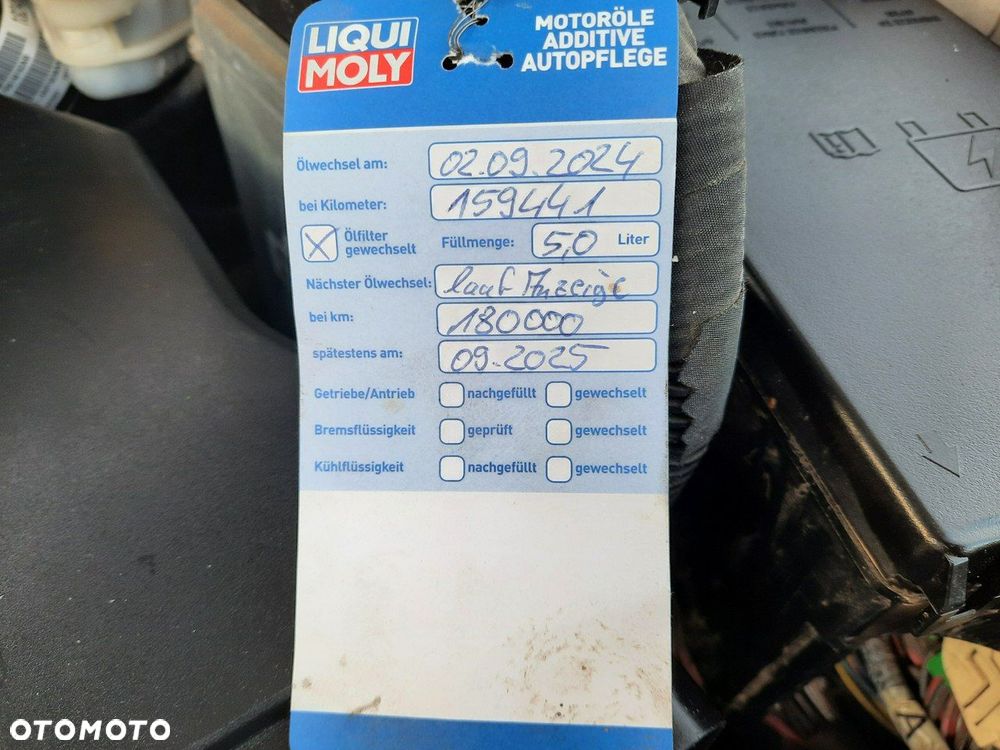 LIQUI
MOLY
MOTORÖLE
ADDITIVE
AUTOPFLEGE
Ölwechsel am: 02.09.2024
bei Kilometer: 159441
Ölfilter
gewechselt
Füllmenge: 5,0 Liter
Nächster Ölwechsel: laut Anzeige
bei km: 180000
spätestens am: 09.2025
Getriebe/Antrieb nachgefüllt gewechselt
Bremsflüssigkeit geprüft gewechselt
Kühlflüssigkeit nachgefüllt gewechselt
A
OTOMOTO